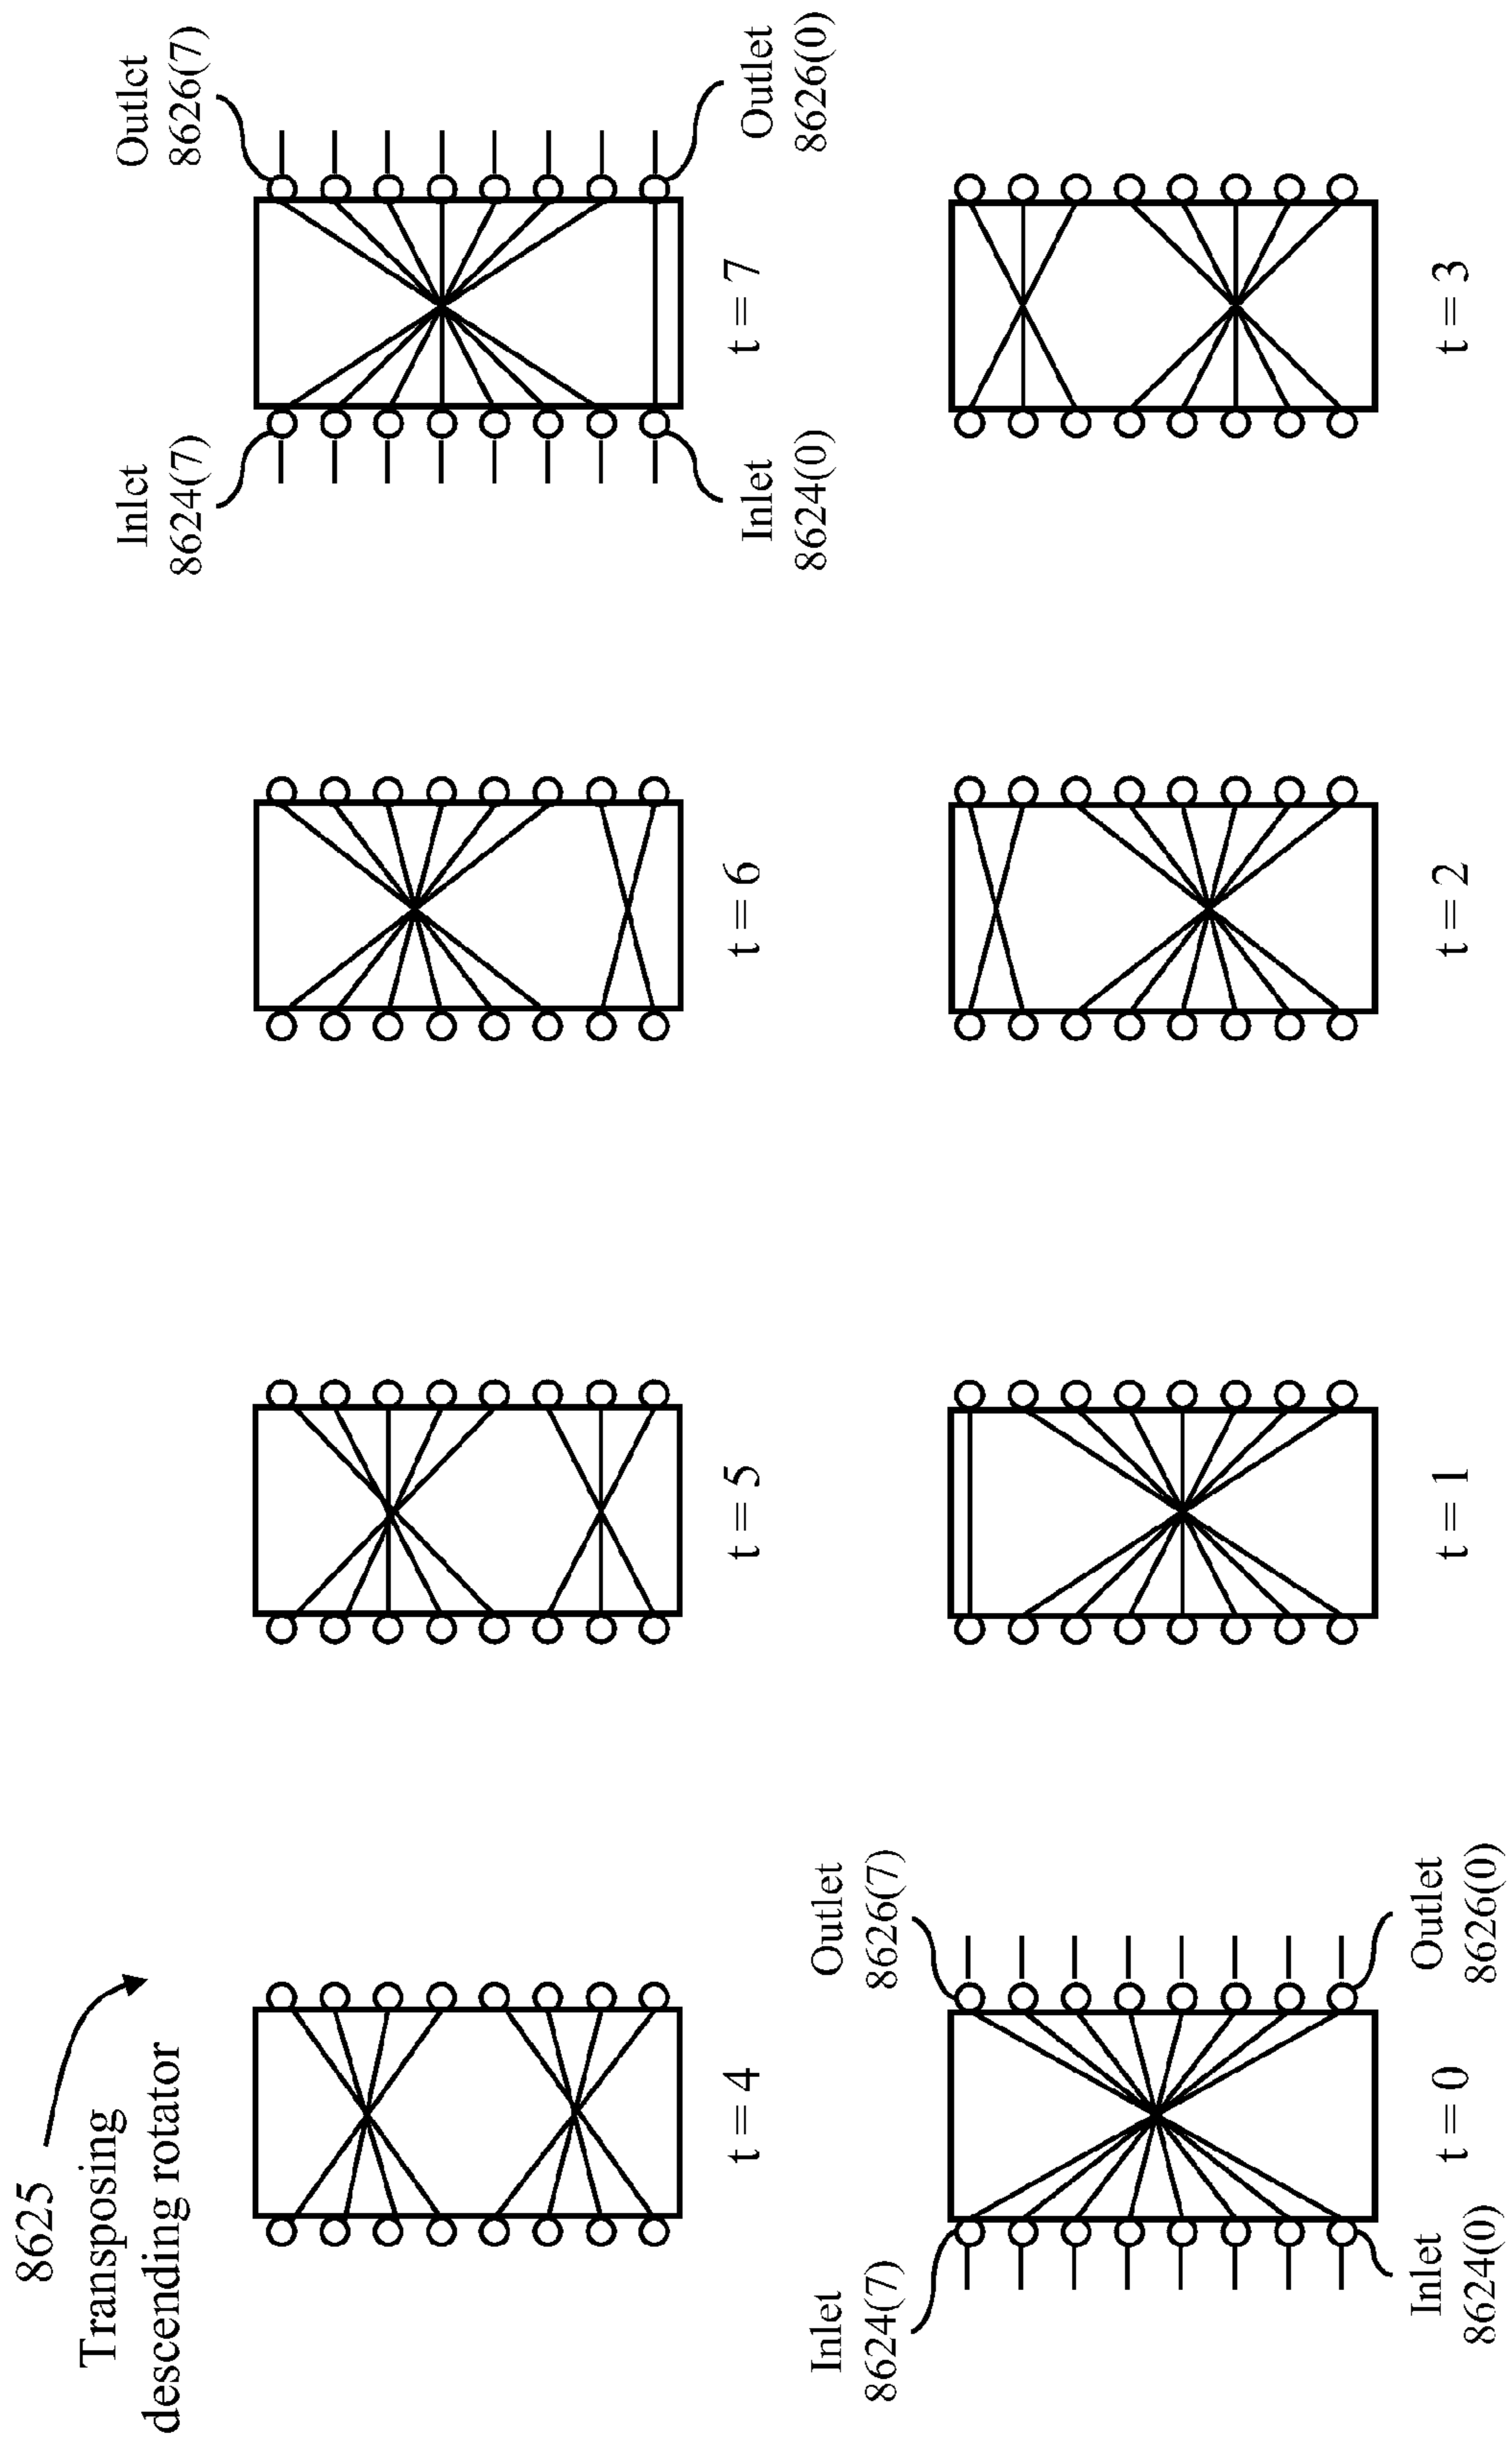 8625
Transposing
descending rotator
Inlet
8624(7)
Outlet
8626(7)
t = 4
t = 5
t = 6
t = 7
Inlet
8624(0)
Outlet
8626(0)
Inlet
8624(7)
Outlet
8626(7)
Inlet
8624(0)
Outlet
8626(0)
t = 0
t = 1
t = 2
t = 3